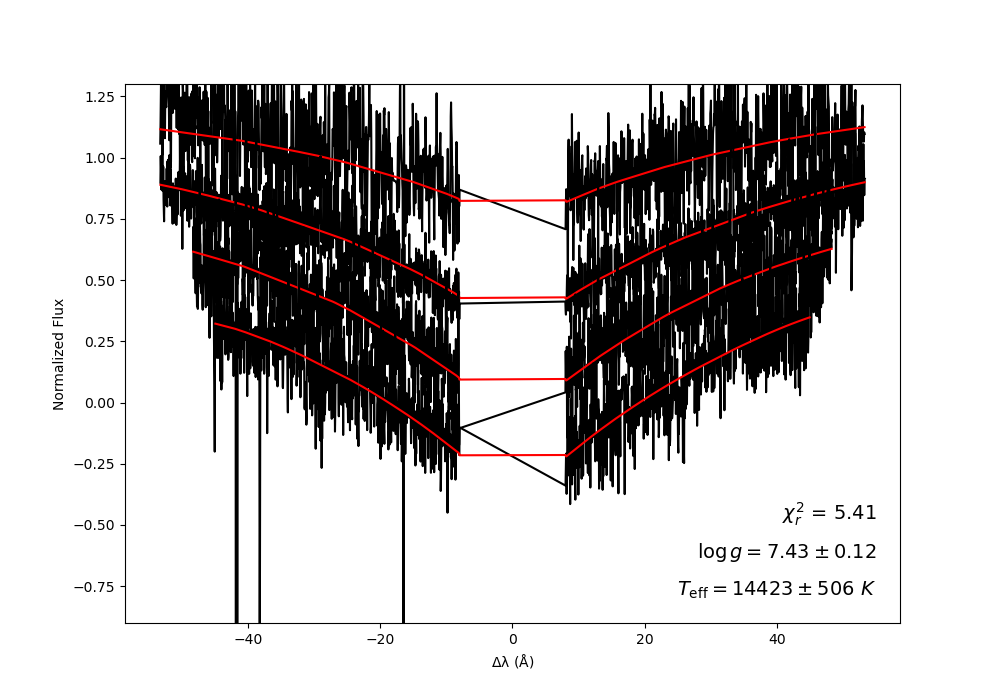 1.25
1.00
0.75
0.50
0.25
0.00
−0.25
−0.50
−0.75
Normalized Flux
−40
−20
0
20
40
Δλ (Å)
χ²ᵣ = 5.41
log g = 7.43 ± 0.12
T_eff = 14423 ± 506 K